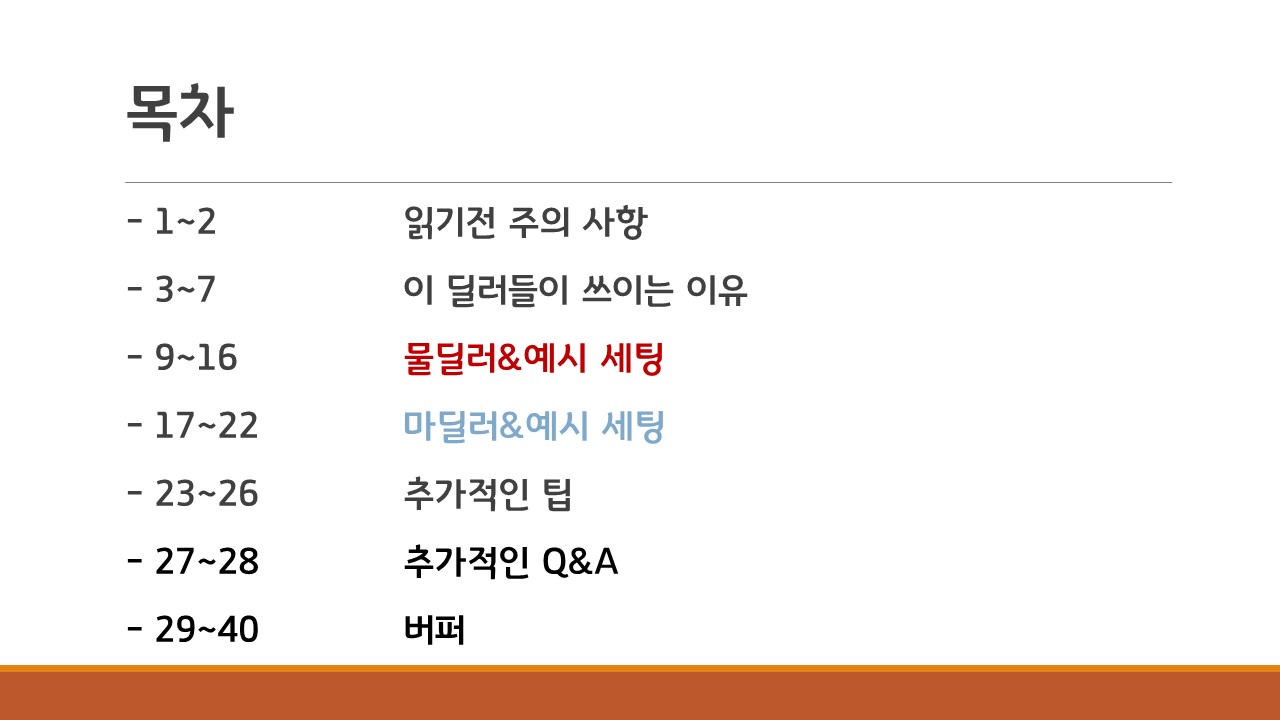 목차
- 1~2 읽기전 주의 사항
- 3~7 이 딜러들이 쓰이는 이유
- 9~16 물딜러&예시 세팅
- 17~22 마딜러&예시 세팅
- 23~26 추가적인 팁
- 27~28 추가적인 Q&A
- 29~40 버퍼